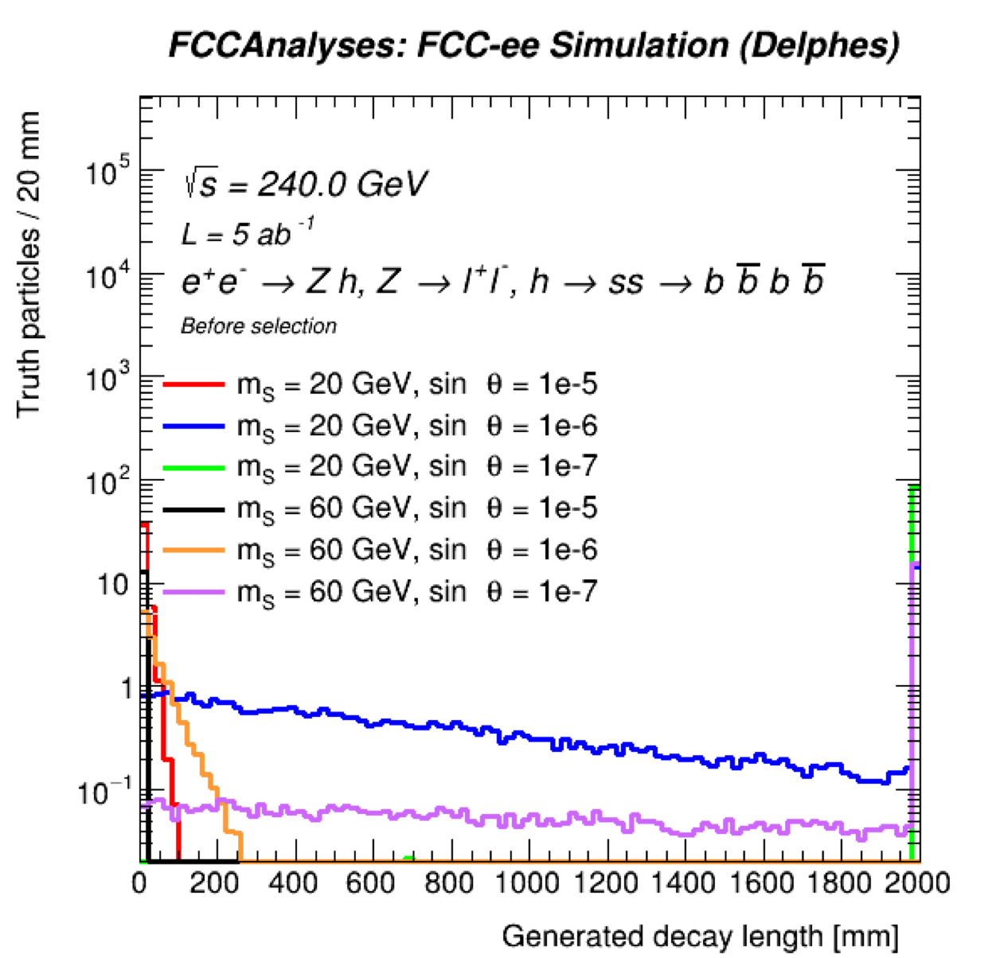 FCCAnalyses: FCC-ee Simulation (Delphes)
Truth particles / 20 mm
√s = 240.0 GeV
L = 5 ab⁻¹
e⁺e⁻ → Z h, Z → l⁺l⁻, h → ss → b b̅ b b̅
Before selection
m_S = 20 GeV, sin θ = 1e-5
m_S = 20 GeV, sin θ = 1e-6
m_S = 20 GeV, sin θ = 1e-7
m_S = 60 GeV, sin θ = 1e-5
m_S = 60 GeV, sin θ = 1e-6
m_S = 60 GeV, sin θ = 1e-7
10⁵
10⁴
10³
10²
10
1
10⁻¹
0 200 400 600 800 1000 1200 1400 1600 1800 2000
Generated decay length [mm]